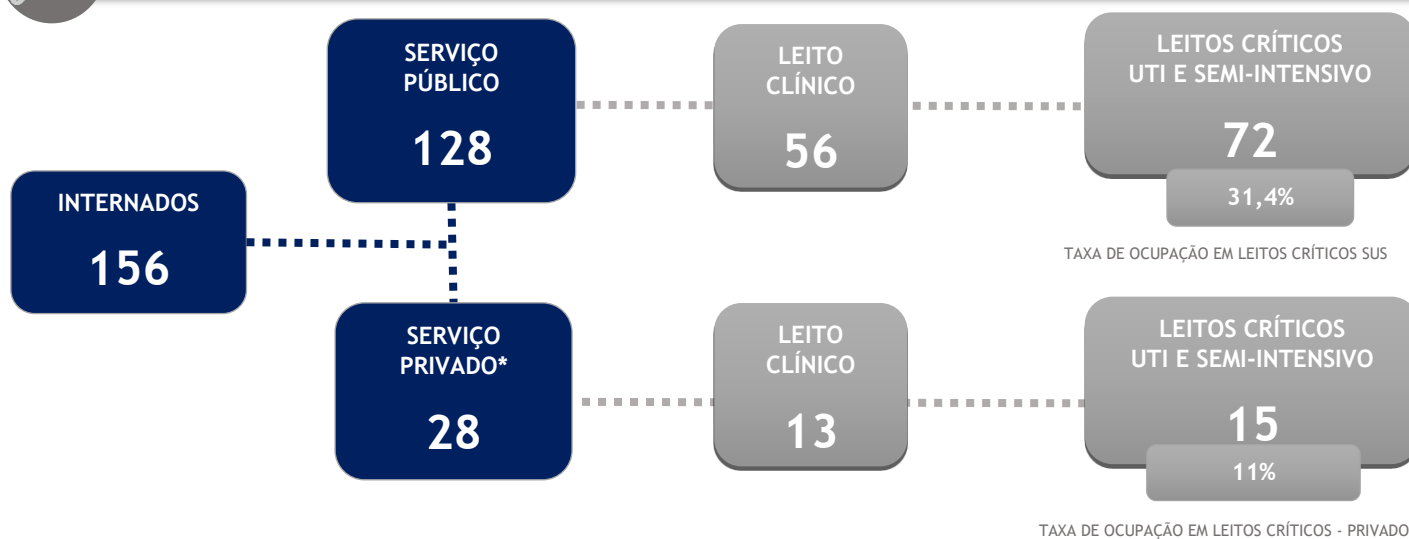 INTERNADOS
156
SERVIÇO
PÚBLICO
128
LEITO
CLÍNICO
56
LEITOS CRÍTICOS
UTI E SEMI-INTENSIVO
72
31,4%
TAXA DE OCUPAÇÃO EM LEITOS CRÍTICOS SUS
SERVIÇO
PRIVADO*
28
LEITO
CLÍNICO
13
LEITOS CRÍTICOS
UTI E SEMI-INTENSIVO
15
11%
TAXA DE OCUPAÇÃO EM LEITOS CRÍTICOS - PRIVADO